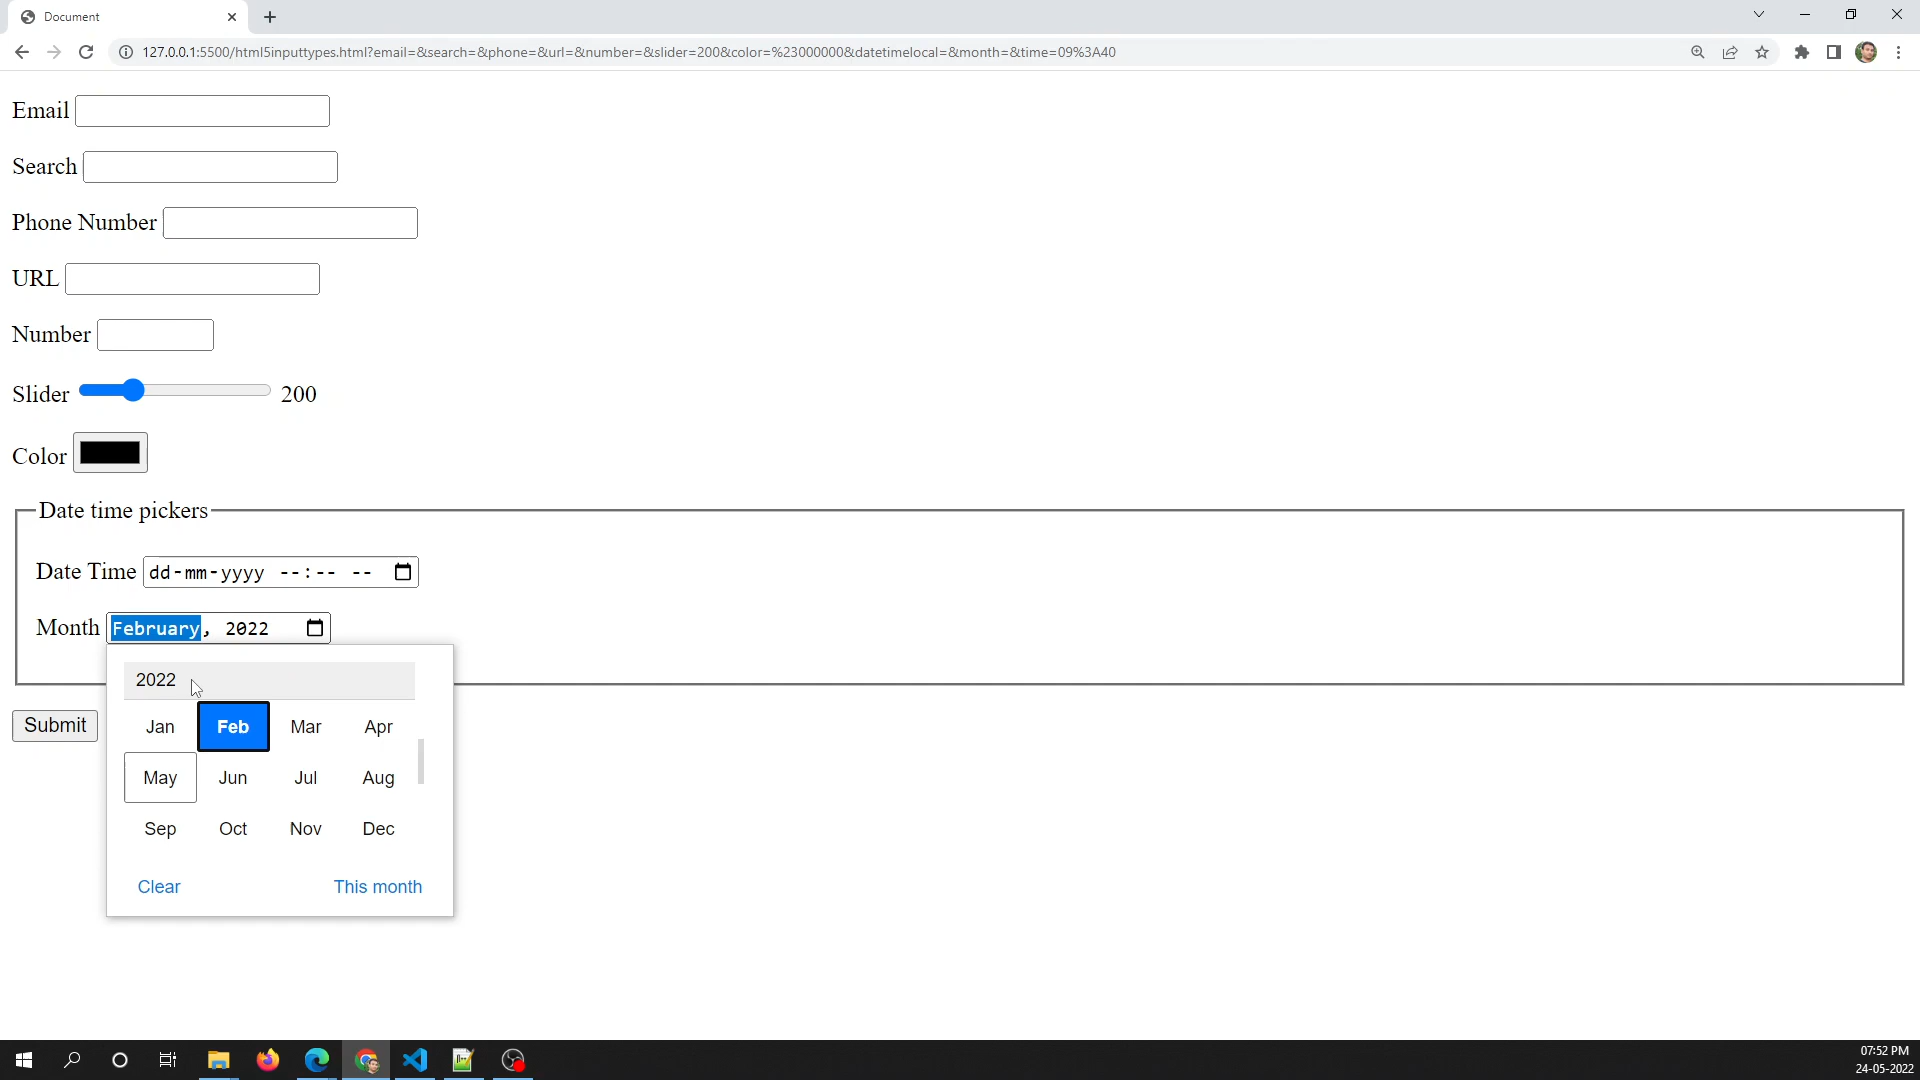 Document
127.0.0.1:5500/html5inputtypes.html?email=&search=&phone=&url=&number=&slider=200&color=%23000000&datetimelocal=&month=&time=09%3A40
Email
Search
Phone Number
URL
Number
Slider 200
Color
Date time pickers
Date Time dd-mm-yyyy --:-- --
Month February, 2022
2022
Jan Feb Mar Apr
May Jun Jul Aug
Sep Oct Nov Dec
Clear This month
Submit
07:52 PM
24-05-2022